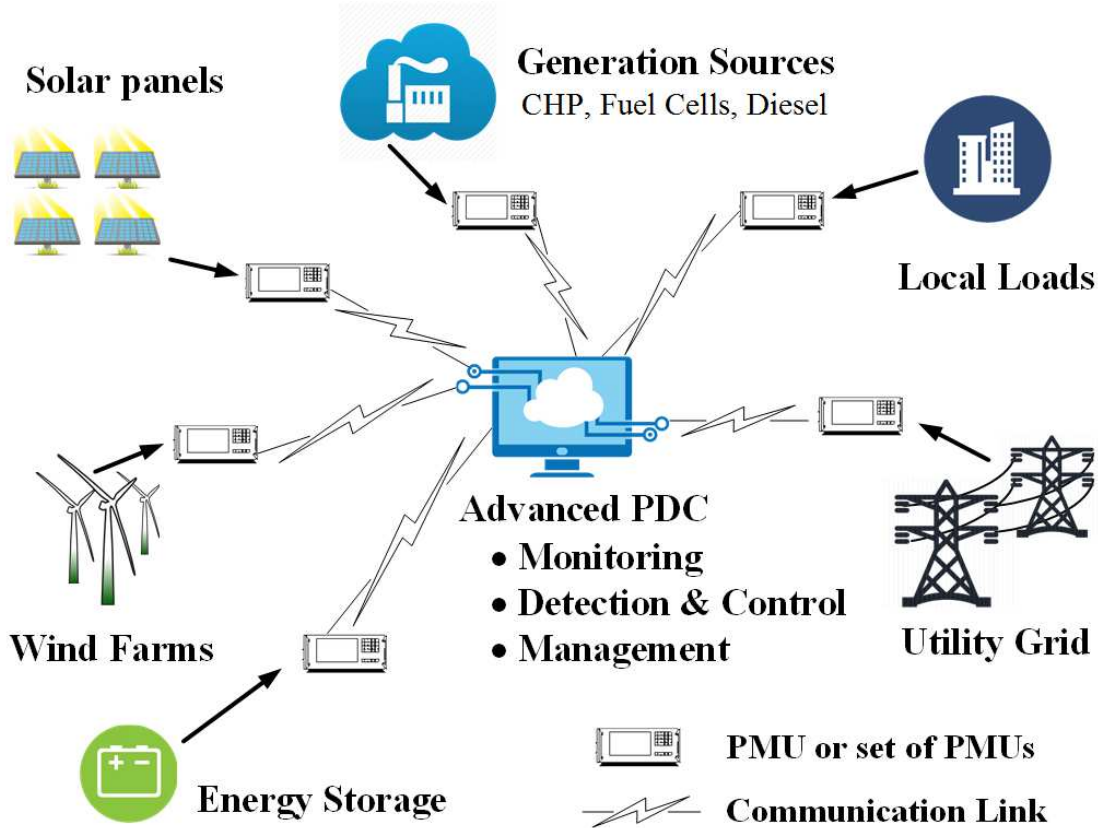 Generation Sources
CHP, Fuel Cells, Diesel
Solar panels
Local Loads
Advanced PDC
• Monitoring
• Detection & Control
• Management
Wind Farms
Utility Grid
Energy Storage
PMU or set of PMUs
Communication Link